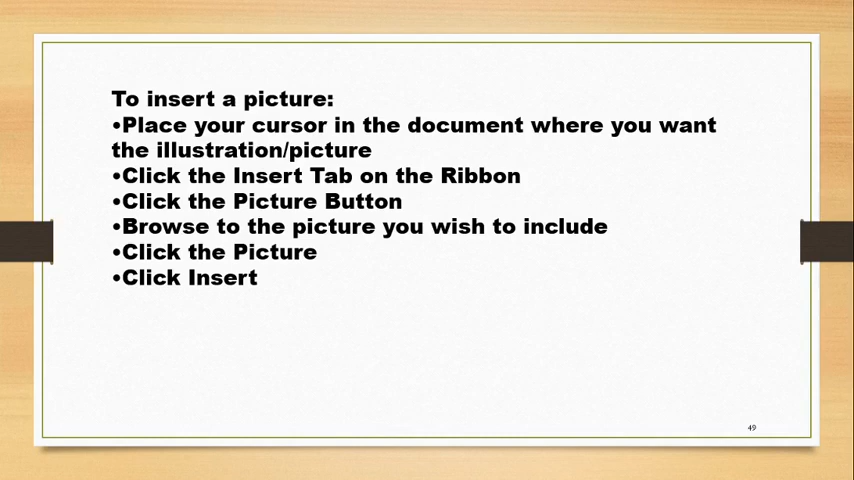 To insert a picture:
•Place your cursor in the document where you want
the illustration/picture
•Click the Insert Tab on the Ribbon
•Click the Picture Button
•Browse to the picture you wish to include
•Click the Picture
•Click Insert
49